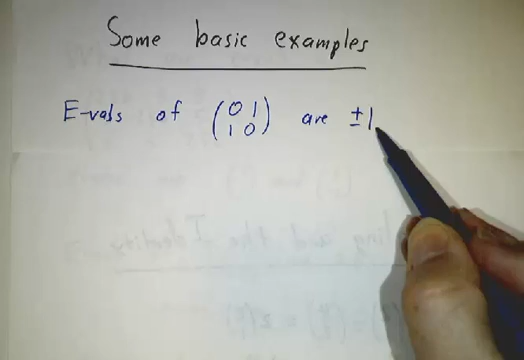 Some basic examples
E-vals of (0 1 1 0) are ±1